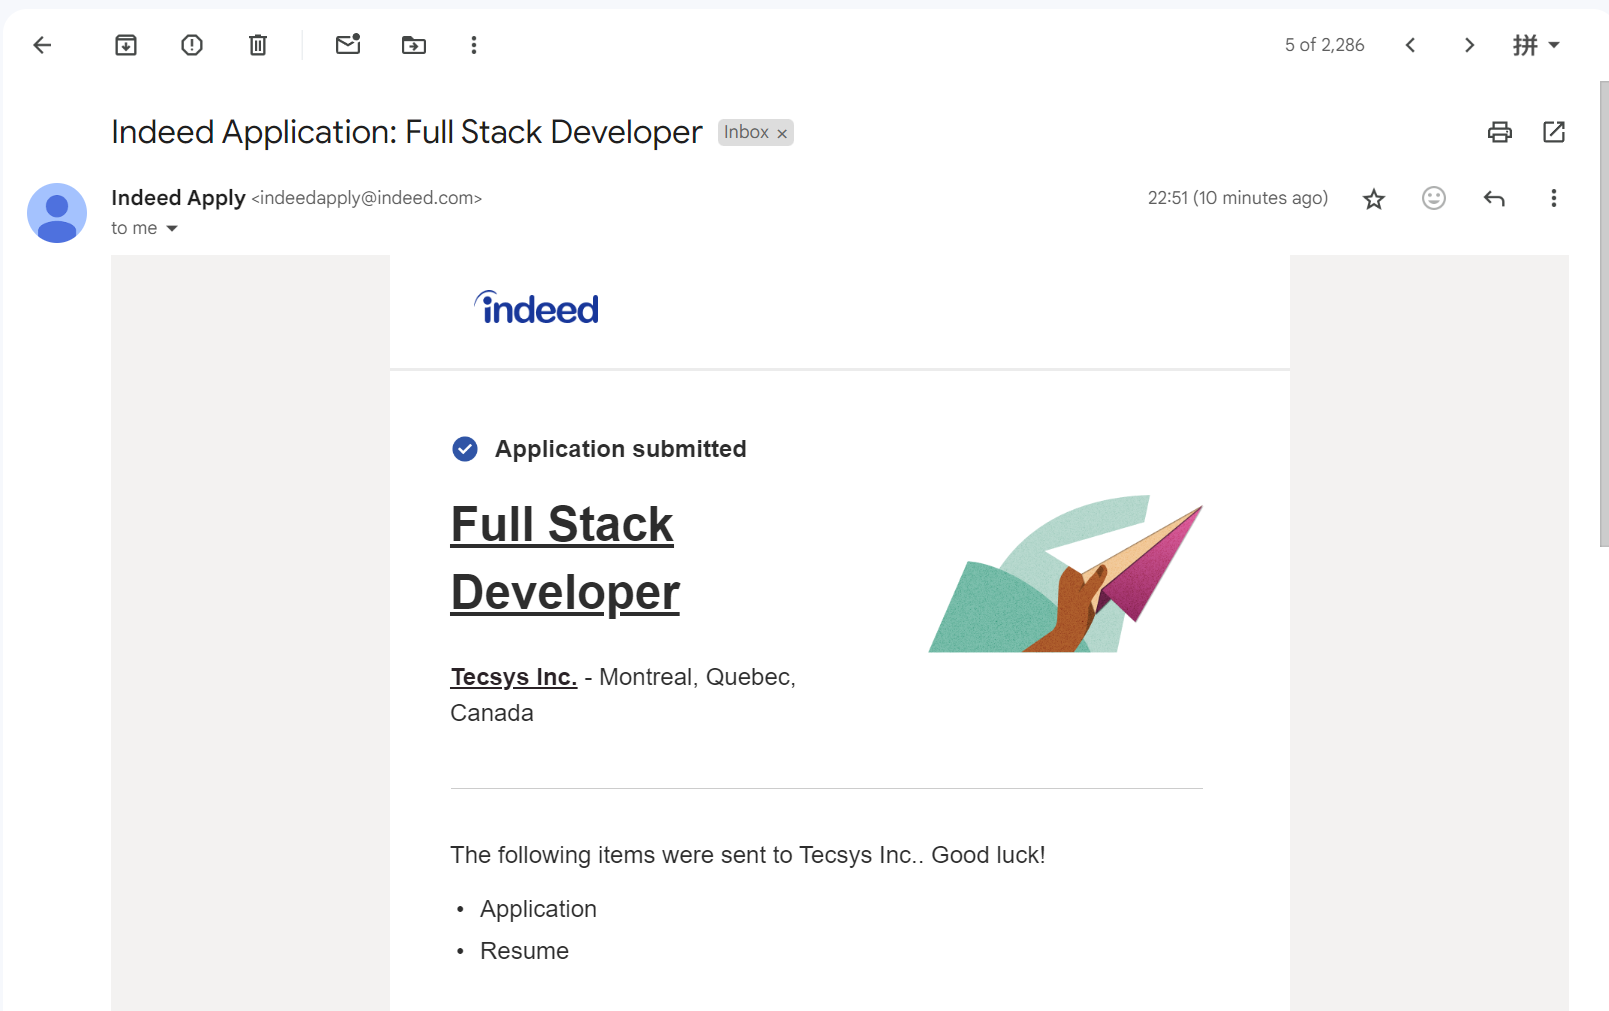 5 of 2,286
拼
Indeed Application: Full Stack Developer
Inbox ×
Indeed Apply <indeedapply@indeed.com>
22:51 (10 minutes ago)
to me
indeed
Application submitted
Full Stack
Developer
Tecsys Inc. - Montreal, Quebec,
Canada
The following items were sent to Tecsys Inc.. Good luck!
• Application
• Resume